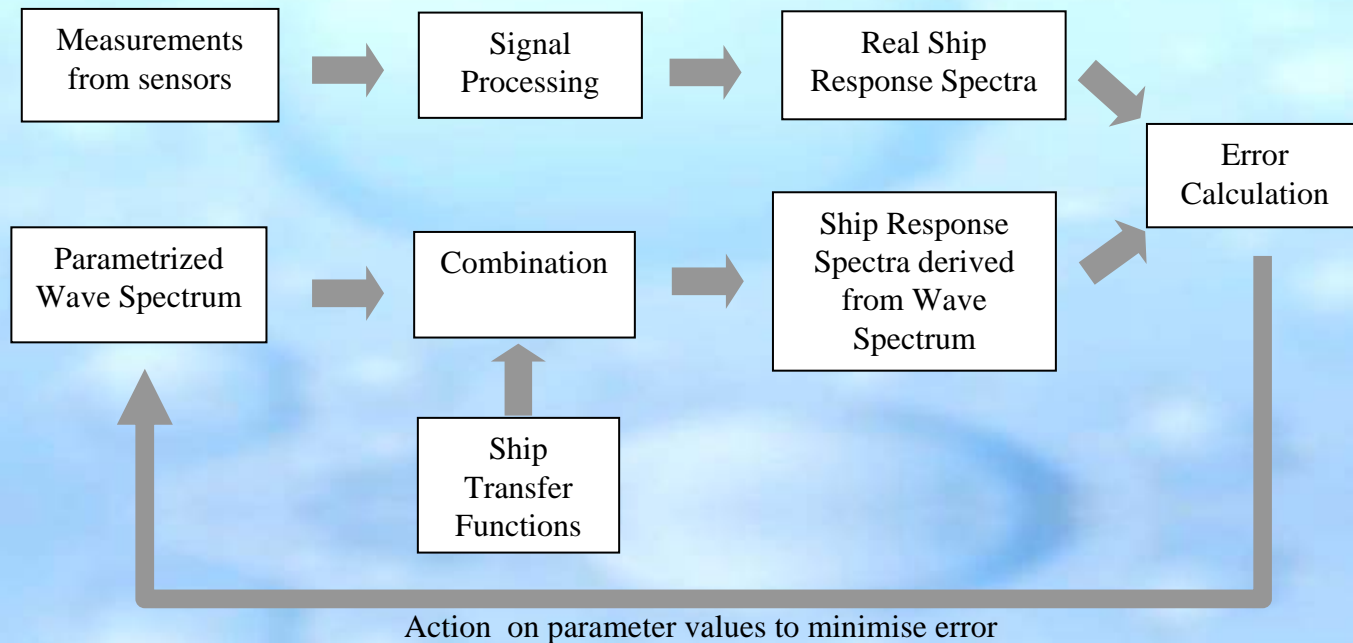 Measurements
from sensors
Signal
Processing
Real Ship
Response Spectra
Error
Calculation
Parametrized
Wave Spectrum
Combination
Ship Response
Spectra derived
from Wave
Spectrum
Ship
Transfer
Functions
Action on parameter values to minimise error